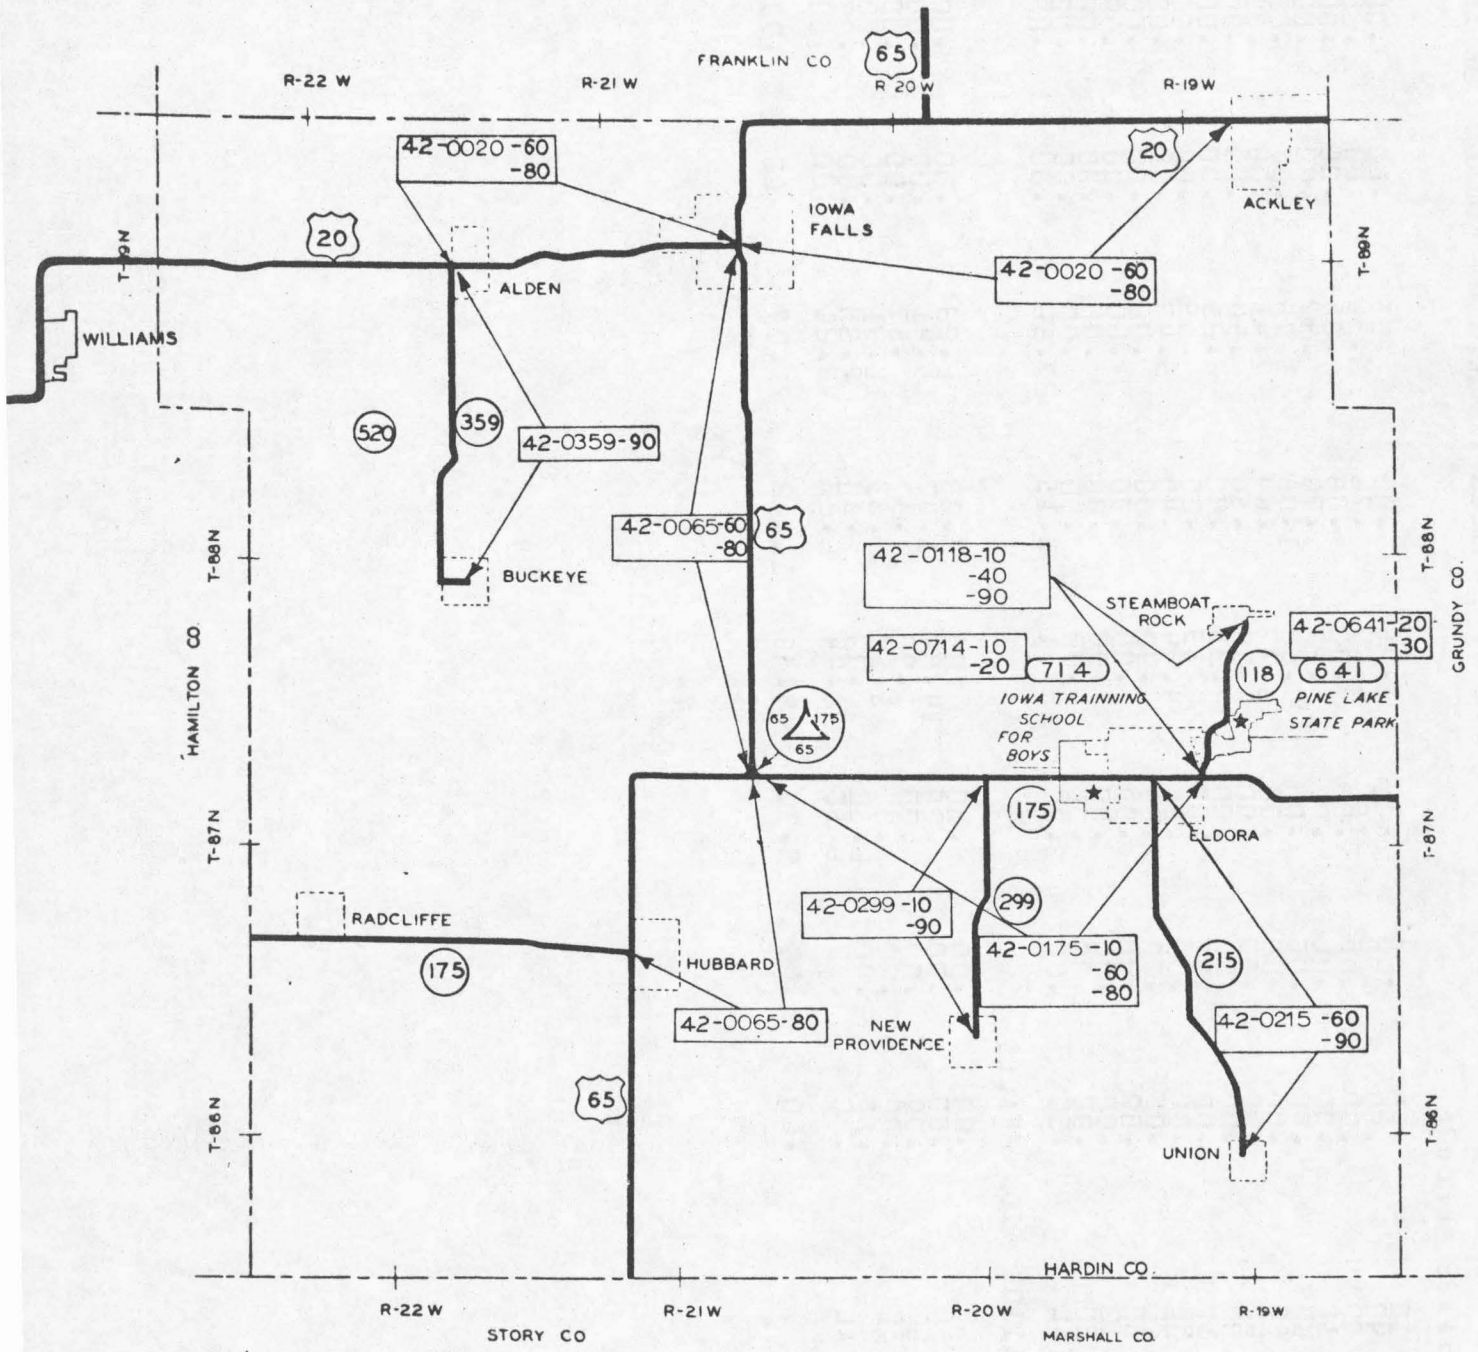 FRANKLIN CO
65
R-22 W
R-21 W
R 20 W
R-19 W
42-0020 -60
-80
20
ACKLEY
IOWA
FALLS
20
T-89N
ALDEN
42-0020 -60
-80
WILLIAMS
520
359
42-0359-90
42-0065-60
-80
65
T-88N
T-88N
BUCKEYE
42-0118-10
-40
-90
STEAMBOAT
ROCK
42-0641-20
-30
GRUNDY CO.
HAMILTON CO.
42-0714-10
-20
714
118
641
IOWA TRAINNING
SCHOOL
FOR
BOYS
PINE LAKE
STATE PARK
65 175
65
175
ELDORA
T-87N
T-87N
RADCLIFFE
175
HUBBARD
42-0299 -10
-90
299
42-0175 -10
-60
-80
215
42-0065-80
NEW
PROVIDENCE
42-0215 -60
-90
65
T-86N
T-86N
UNION
HARDIN CO.
R-22 W
R-21 W
R-20W
R-19 W
STORY CO
MARSHALL CO.